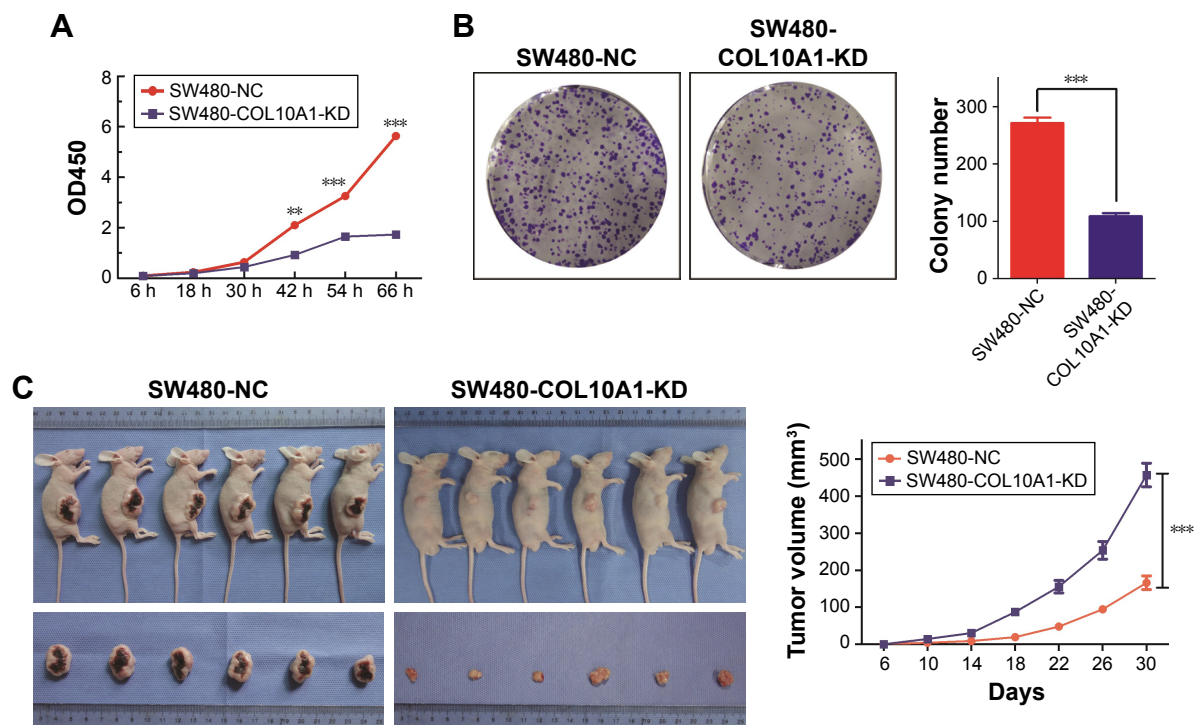 A
SW480-NC
SW480-COL10A1-KD
OD450
8
6
4
2
0
6 h 18 h 30 h 42 h 54 h 66 h
**
***
***
B
SW480-NC
SW480-
COL10A1-KD
Colony number
300
200
100
0
***
SW480-NC
SW480-
COL10A1-KD
C
SW480-NC
SW480-COL10A1-KD
Tumor volume (mm³)
500
400
300
200
100
0
SW480-NC
SW480-COL10A1-KD
***
6 10 14 18 22 26 30
Days